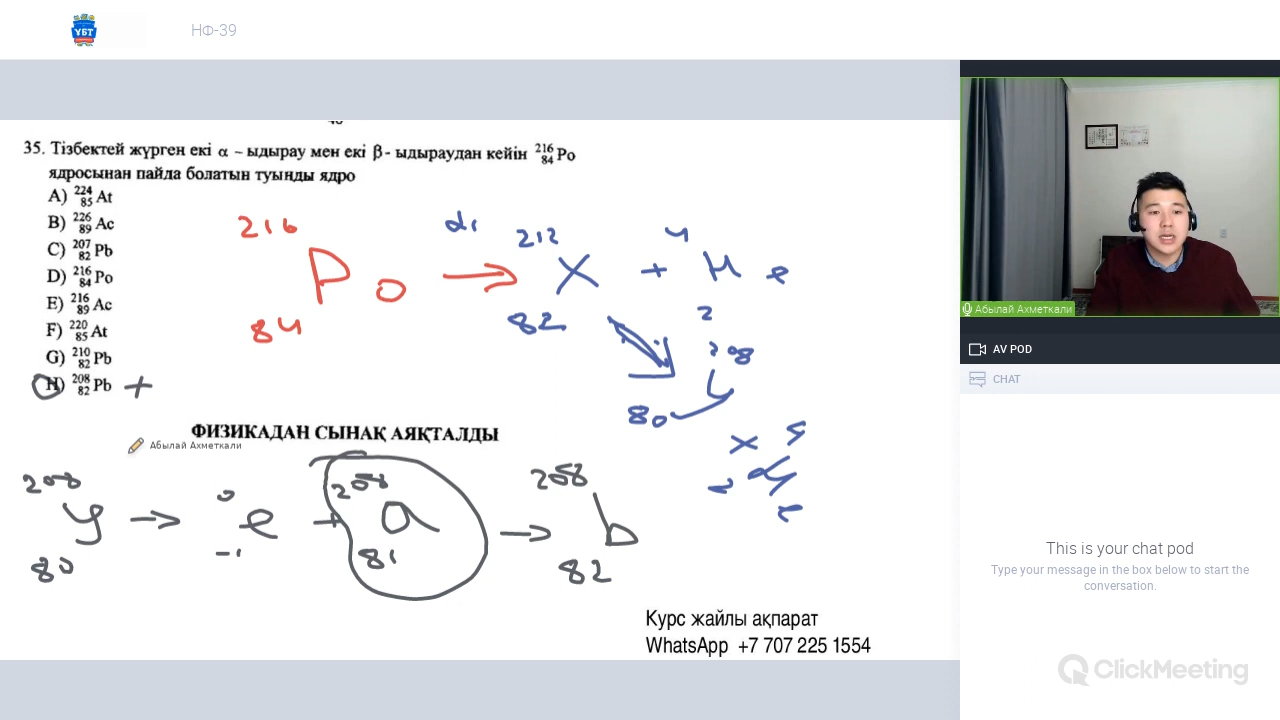 ҰБТ
НФ-39
35. Тізбектей жүрген екі α – ыдырау мен екі β - ыдыраудан кейін ²¹⁶₈₄Po
ядросынан пайда болатын туынды ядро
A) ²²⁴₈₅At
B) ²²⁶₈₉Ac
C) ²⁰⁷₈₂Pb
D) ²¹⁶₈₄Po
E) ²¹⁶₈₉Ac
F) ²²⁰₈₅At
G) ²¹⁰₈₂Pb
H) ²⁰⁸₈₂Pb +
216 84 Po → α₁ 212 82 X + 4 2 He
208
80
ФИЗИКАДАН СЫНАҚ АЯҚТАЛДЫ
Абылай Ахметкали
208 80 y → 0 -1 e + 208 81 a → 208 82 b
Курс жайлы ақпарат
WhatsApp +7 707 225 1554
Абылай Ахметкали
AV POD
CHAT
This is your chat pod
Type your message in the box below to start the
conversation.
ClickMeeting